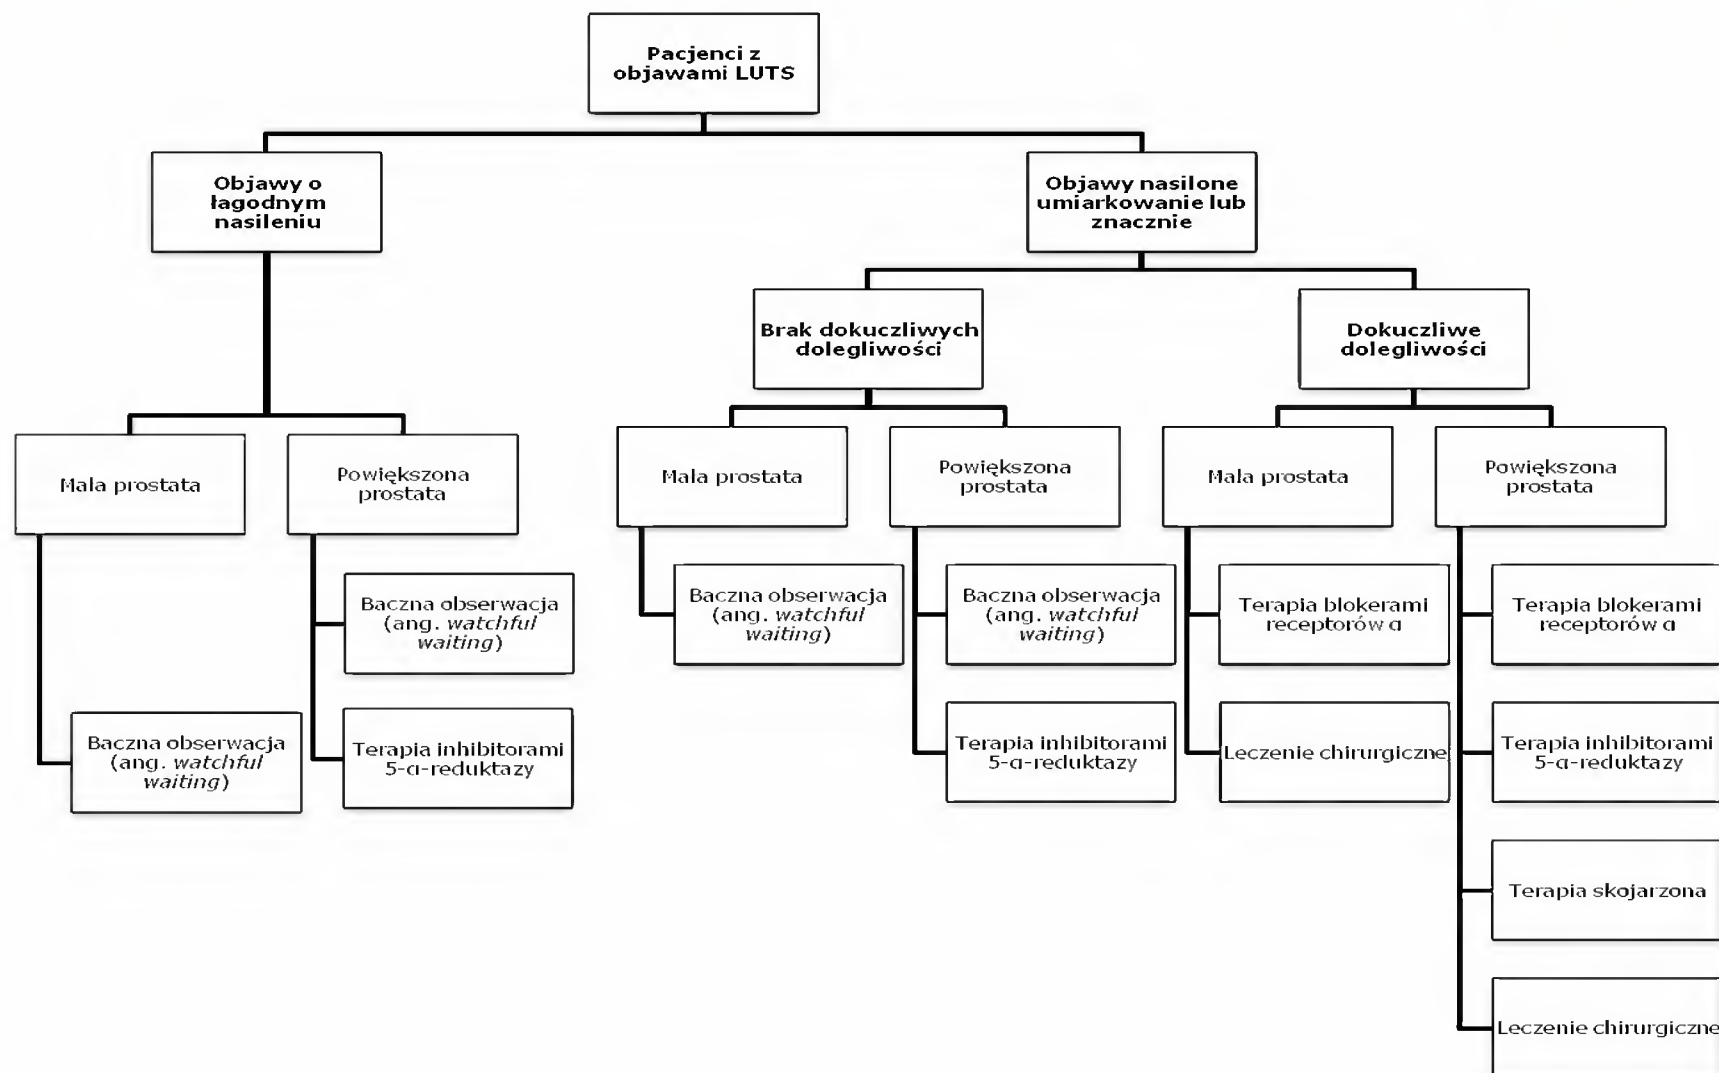 Pacjenci z
objawami LUTS
Objawy o
łagodnym
nasileniu
Objawy nasilone
umiarkowanie lub
znacznie
Brak dokuczliwych
dolegliwości
Dokuczliwe
dolegliwości
Mała prostata
Powiększona
prostata
Mała prostata
Powiększona
prostata
Mała prostata
Powiększona
prostata
Baczna obserwacja
(ang. watchful
waiting)
Baczna obserwacja
(ang. watchful
waiting)
Terapia inhibitorami
5-α-reduktazy
Baczna obserwacja
(ang. watchful
waiting)
Baczna obserwacja
(ang. watchful
waiting)
Terapia inhibitorami
5-α-reduktazy
Terapia blokerami
receptorów α
Leczenie chirurgiczne
Terapia blokerami
receptorów α
Terapia inhibitorami
5-α-reduktazy
Terapia skojarzona
Leczenie chirurgiczne